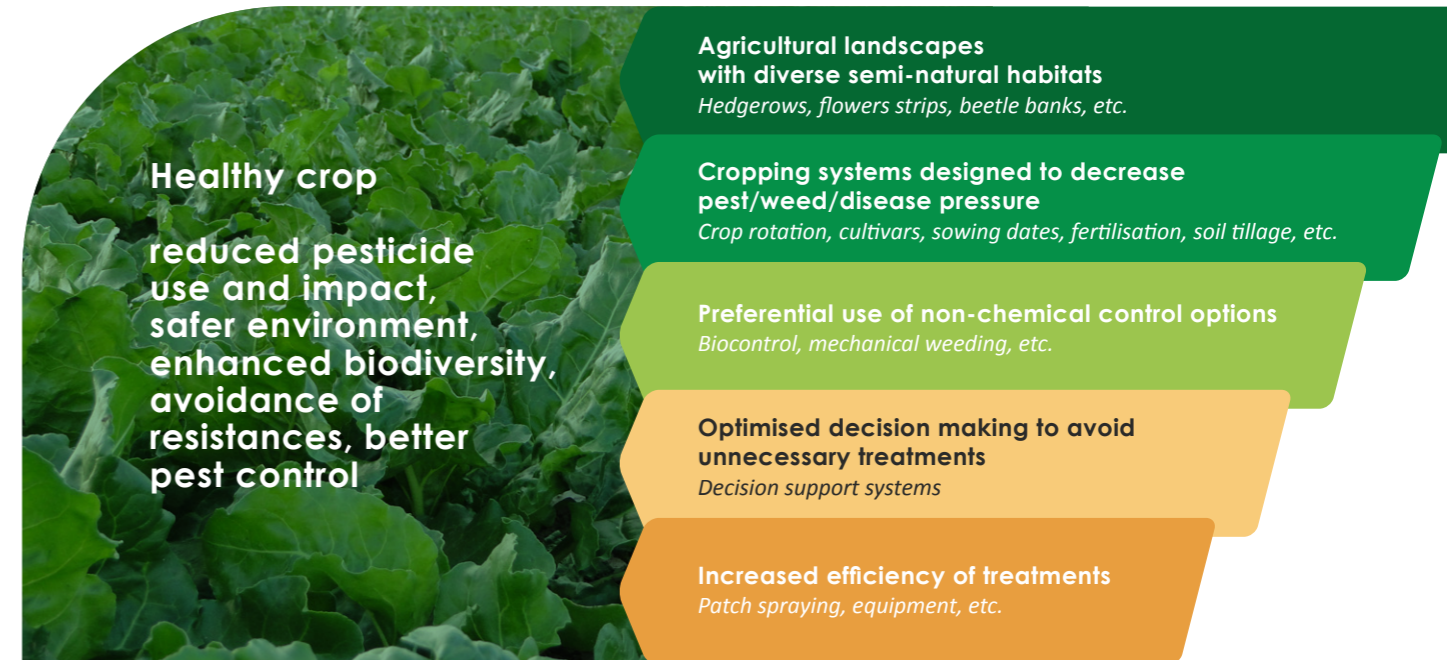 Healthy crop
reduced pesticide
use and impact,
safer environment,
enhanced biodiversity,
avoidance of
resistances, better
pest control
Agricultural landscapes
with diverse semi-natural habitats
Hedgerows, flowers strips, beetle banks, etc.
Cropping systems designed to decrease
pest/weed/disease pressure
Crop rotation, cultivars, sowing dates, fertilisation, soil tillage, etc.
Preferential use of non-chemical control options
Biocontrol, mechanical weeding, etc.
Optimised decision making to avoid
unnecessary treatments
Decision support systems
Increased efficiency of treatments
Patch spraying, equipment, etc.